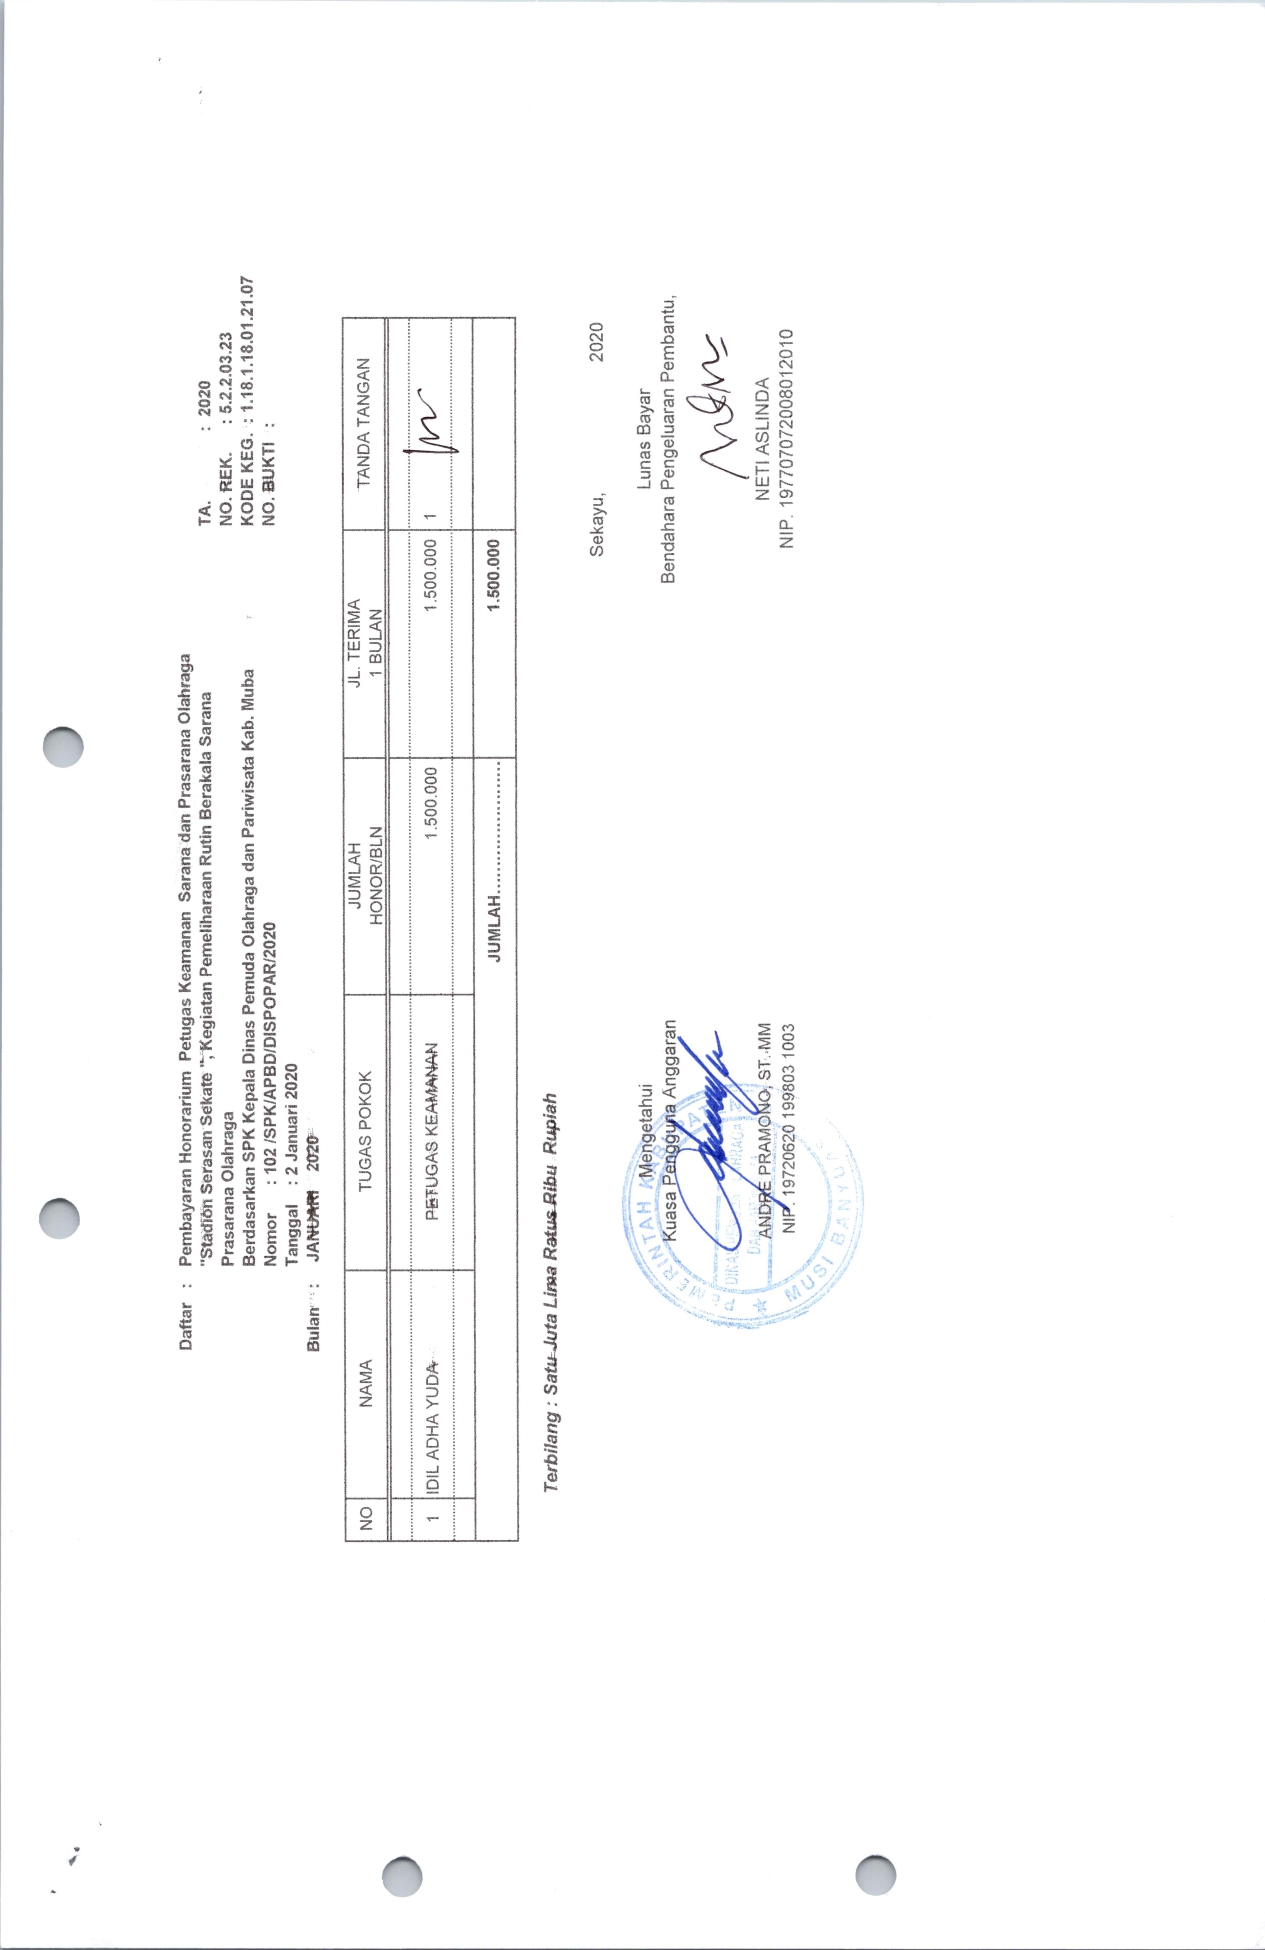 Daftar : Pembayaran Honorarium Petugas Keamanan Sarana dan Prasarana Olahraga
"Stadion Serasan Sekate ", Kegiatan Pemeliharaan Rutin Berakala Sarana
Prasarana Olahraga
Berdasarkan SPK Kepala Dinas Pemuda Olahraga dan Pariwisata Kab. Muba
Nomor : 102 /SPK/APBD/DISPOPAR/2020
Tanggal : 2 Januari 2020
Bulan : JANUARI 2020
TA. : 2020
NO. REK. : 5.2.2.03.23
KODE KEG. : 1.18.1.18.01.21.07
NO. BUKTI :
NO NAMA TUGAS POKOK JUMLAH HONOR/BLN JL. TERIMA 1 BULAN TANDA TANGAN
1 IDIL ADHA YUDA PETUGAS KEAMANAN 1.500.000 1.500.000 1
JUMLAH........................ 1.500.000
Terbilang : Satu Juta Lima Ratus Ribu Rupiah
Sekayu, 2020
Mengetahui
Kuasa Pengguna Anggaran
ANDRE PRAMONO, ST. MM
NIP. 19720620 199803 1003
PEMERINTAH
DINAS
MUSI BANYU
Lunas Bayar
Bendahara Pengeluaran Pembantu,
NETI ASLINDA
NIP. 197707072008012010